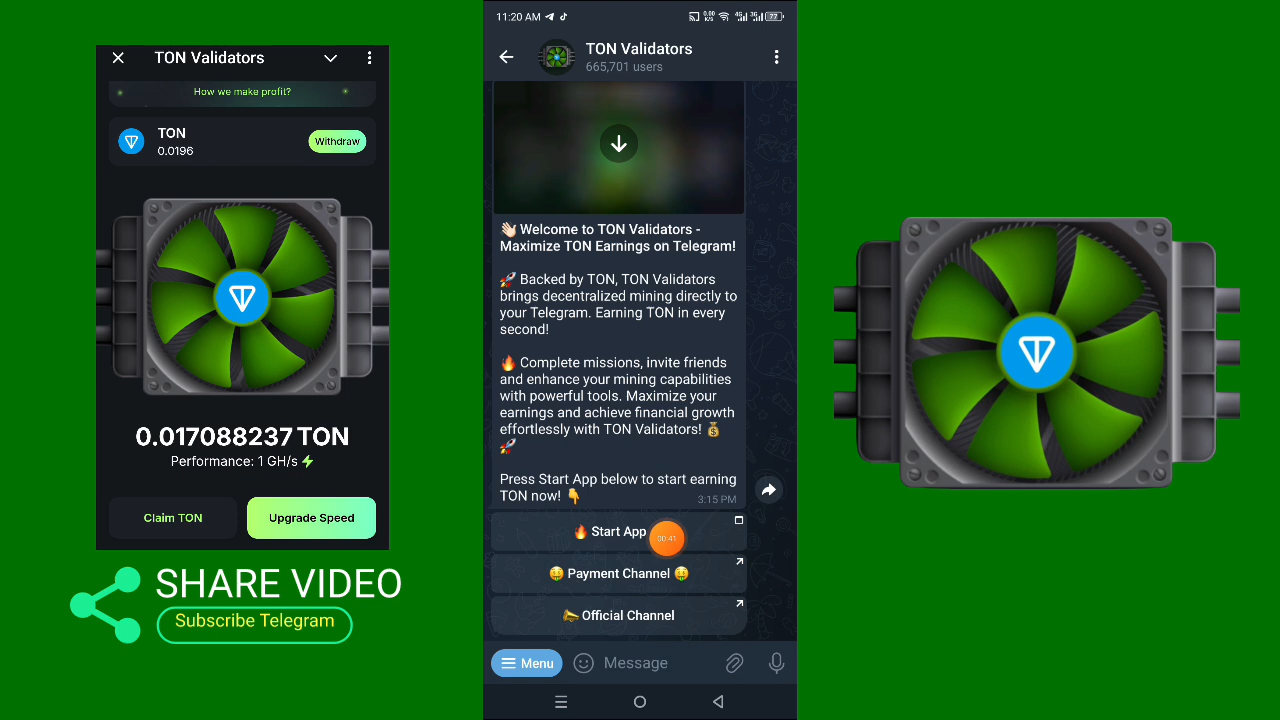 TON Validators
How we make profit?
TON
0.0196
Withdraw
0.017088237 TON
Performance: 1 GH/s ⚡
Claim TON
Upgrade Speed
SHARE VIDEO
Subscribe Telegram
11:20 AM
0.00
K/S
4G
3G
77
TON Validators
665,701 users
👋🏻 Welcome to TON Validators -
Maximize TON Earnings on Telegram!
🚀 Backed by TON, TON Validators
brings decentralized mining directly to
your Telegram. Earning TON in every
second!
🔥 Complete missions, invite friends
and enhance your mining capabilities
with powerful tools. Maximize your
earnings and achieve financial growth
effortlessly with TON Validators! 💰
🚀
Press Start App below to start earning
TON now! 👇
3:15 PM
🔥 Start App
00:41
🤑 Payment Channel 🤑
📣 Official Channel
Menu
Message